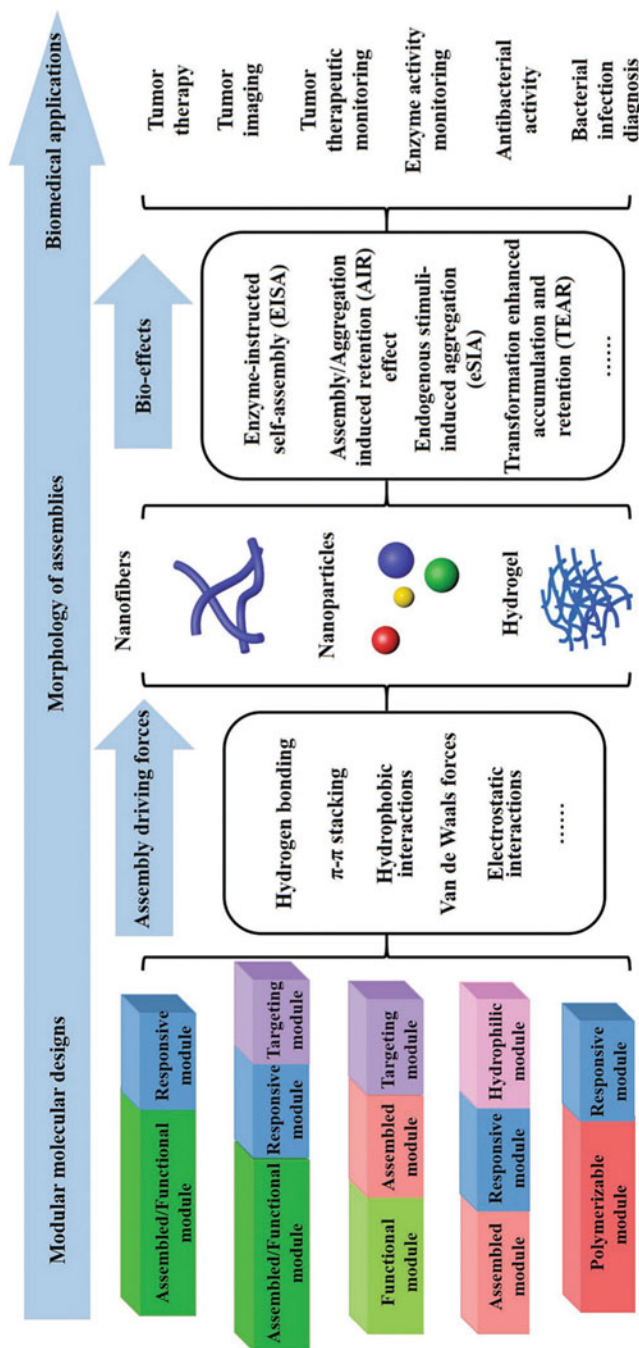 Modular molecular designs
Morphology of assemblies
Biomedical applications
Assembly driving forces
Bio-effects
Assembled/Functional
module
Responsive
module
Assembled/Functional
module
Responsive
module
Targeting
module
Functional
module
Assembled
module
Targeting
module
Assembled
module
Responsive
module
Hydrophilic
module
Polymerizable
module
Responsive
module
Hydrogen bonding
π-π stacking
Hydrophobic
interactions
Van de Waals forces
Electrostatic
interactions
......
Nanofibers
Nanoparticles
Hydrogel
Enzyme-instructed
self-assembly (EISA)
Assembly/Aggregation
induced retention (AIR)
effect
Endogenous stimuli-
induced aggregation
(eSIA)
Transformation enhanced
accumulation and
retention (TEAR)
......
Tumor
therapy
Tumor
imaging
Tumor
therapeutic
monitoring
Enzyme activity
monitoring
Antibacterial
activity
Bacterial
infection
diagnosis